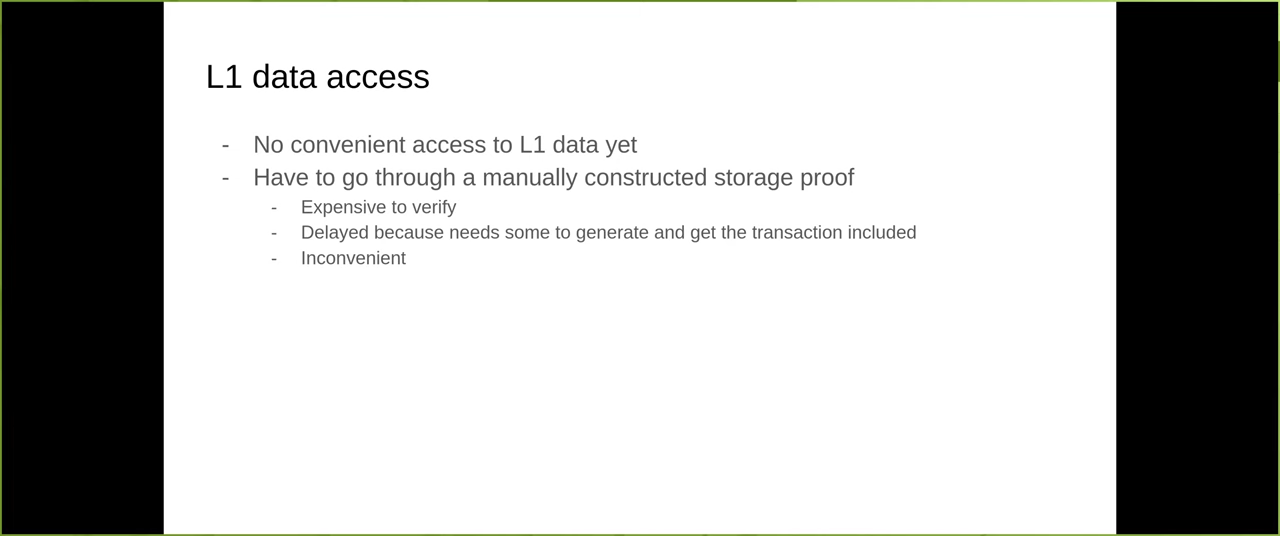 L1 data access
- No convenient access to L1 data yet
- Have to go through a manually constructed storage proof
- Expensive to verify
- Delayed because needs some to generate and get the transaction included
- Inconvenient